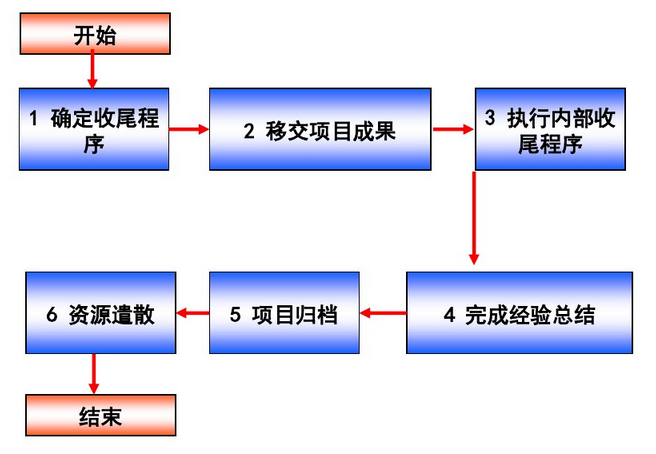 开始
1 确定收尾程
序
2 移交项目成果
3 执行内部收
尾程序
6 资源遣散
5 项目归档
4 完成经验总结
结束